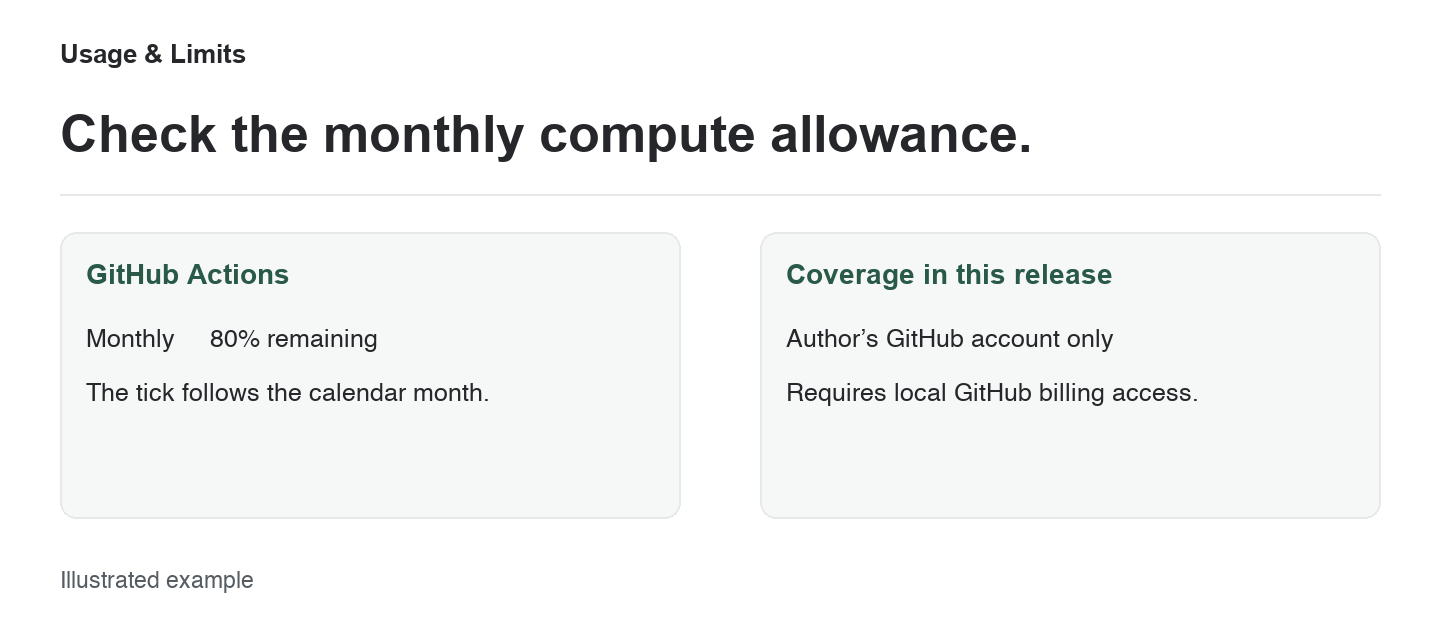 Usage & Limits
Check the monthly compute allowance.
GitHub Actions
Monthly 80% remaining
The tick follows the calendar month.
Coverage in this release
Author’s GitHub account only
Requires local GitHub billing access.
Illustrated example